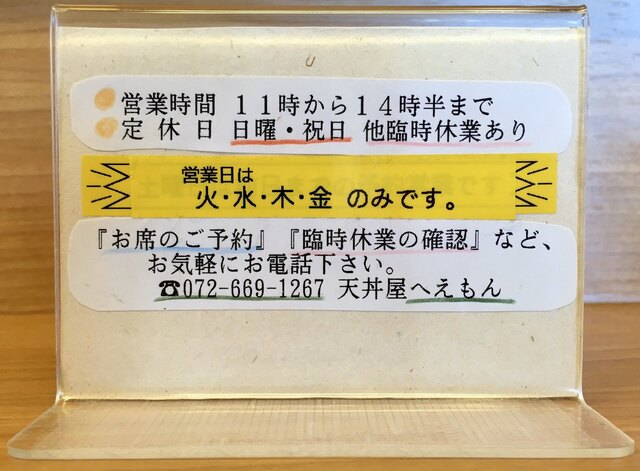 営業時間 11時から14時半まで
定休日 日曜・祝日 他臨時休業あり
営業日は
火・水・木・金 のみです。
『お席のご予約』『臨時休業の確認』など、
お気軽にお電話下さい。
☎072-669-1267 天丼屋へえもん